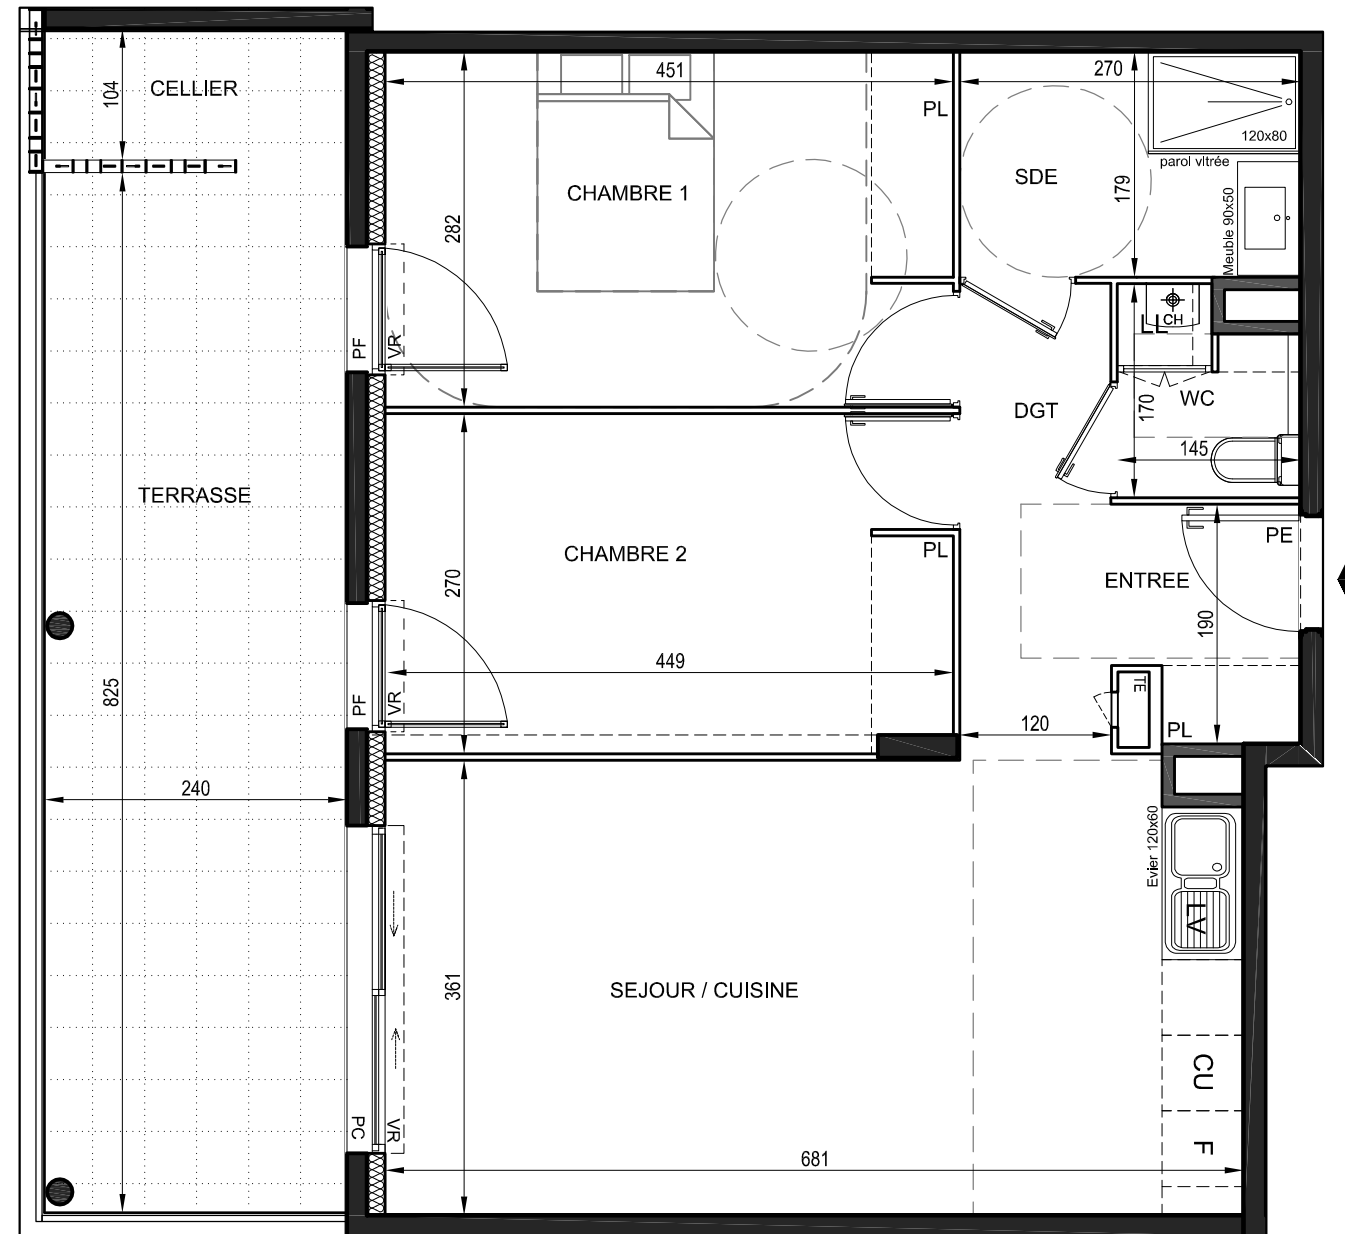 451
270
104
CELLIER
PL
120x80
parol vltrée
SDE
179
CHAMBRE 1
282
Meuble 90x50
LL
CH
PF
VR
DGT
170
WC
145
TERRASSE
PE
CHAMBRE 2
PL
270
ENTREE
190
449
825
PF
VR
TE
120
PL
240
Evier 120x60
LV
361
SEJOUR / CUISINE
CU
PC
VR
F
681